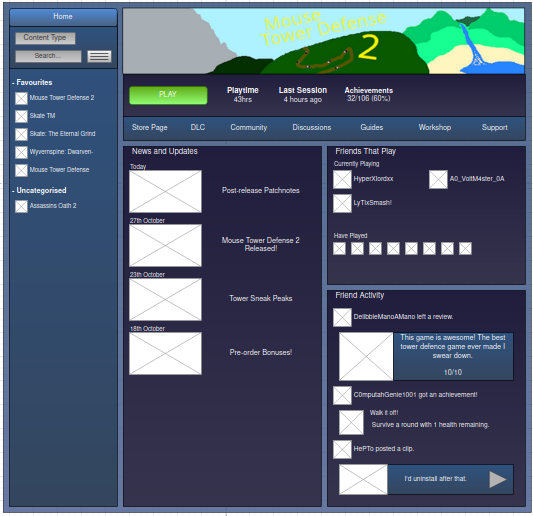 Home
Content Type
Search...
- Favourites
Mouse Tower Defense 2
Skate TM
Skate: The Eternal Grind
Wyvernspine: Dwarven-
Mouse Tower Defense
- Uncategorised
Assassins Oath 2
Mouse
Tower Defense
2
PLAY
Playtime
43hrs
Last Session
4 hours ago
Achievements
32/106 (60%)
Store Page
DLC
Community
Discussions
Guides
Workshop
Support
News and Updates
Today
Post-release Patchnotes
27th October
Mouse Tower Defense 2
Released!
23th October
Tower Sneak Peaks
18th October
Pre-order Bonuses!
Friends That Play
Currently Playing
HyperXlordxx
A0_VoltM4ster_0A
LyTixSmash!
Have Played
Friend Activity
DelibbleManoAMano left a review.
This game is awesome! The best
tower defence game ever made I
swear down.
10/10
C0mputahGenie1001 got an achievement!
Walk it off!
Survive a round with 1 health remaining.
HePTo posted a clip.
I'd uninstall after that.